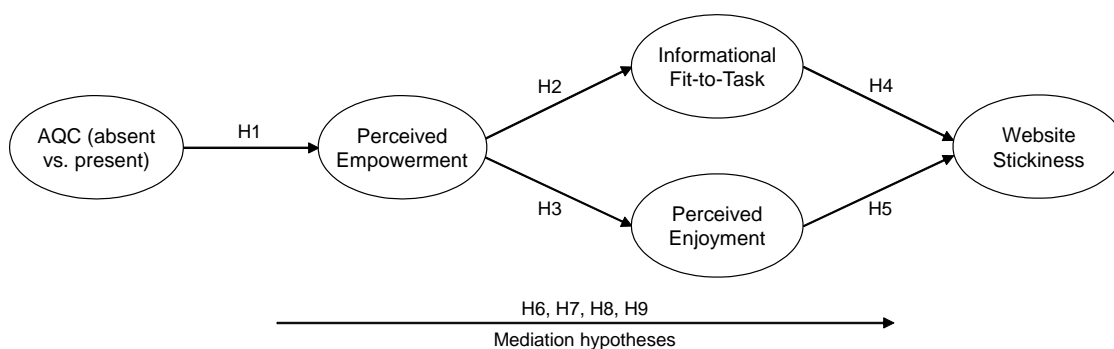 AQC (absent
vs. present)
H1
Perceived
Empowerment
H2
H3
Informational
Fit-to-Task
Perceived
Enjoyment
H4
H5
Website
Stickiness
H6, H7, H8, H9
Mediation hypotheses